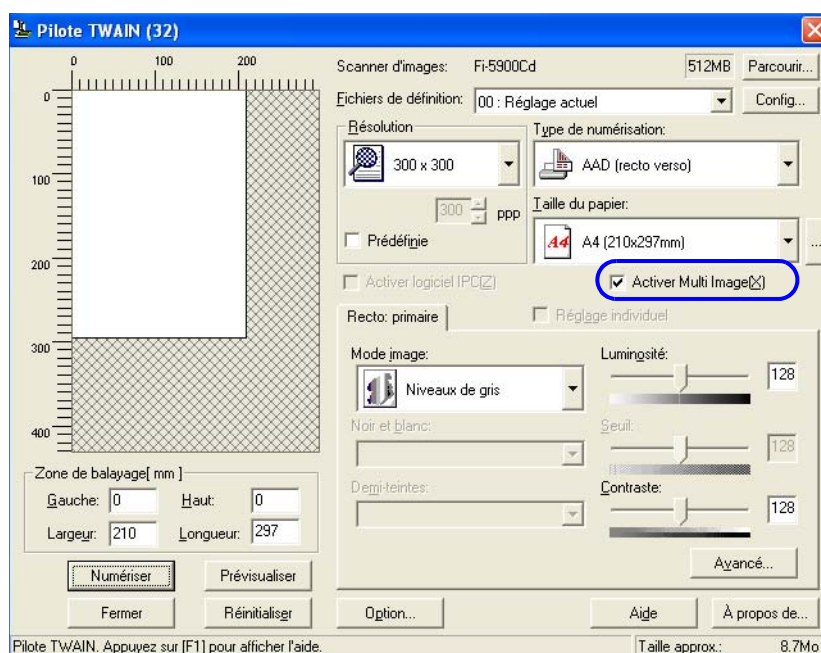 Pilote TWAIN (32)
0 100 200
0
100
200
300
400
Scanner d'images: Fi-5900Cd 512MB Parcourir...
Fichiers de définition: 00 : Réglage actuel Config...
Résolution
300 x 300
300 ppp
Prédéfinie
Type de numérisation:
AAD (recto verso)
Taille du papier:
A4 A4 (210x297mm) ...
Activer logiciel IPC(Z) Activer Multi Image(X)
Recto: primaire Réglage individuel
Mode image:
Niveaux de gris
Noir et blanc:
Demi-teintes:
Luminosité:
128
Seuil:
128
Contraste:
128
Avancé...
Zone de balayage[ mm ]
Gauche: 0 Haut: 0
Largeur: 210 Longueur: 297
Numériser Prévisualiser
Fermer Réinitialiser Option... Aide À propos de...
Pilote TWAIN. Appuyez sur [F1] pour afficher l'aide. Taille approx.: 8.7Mo